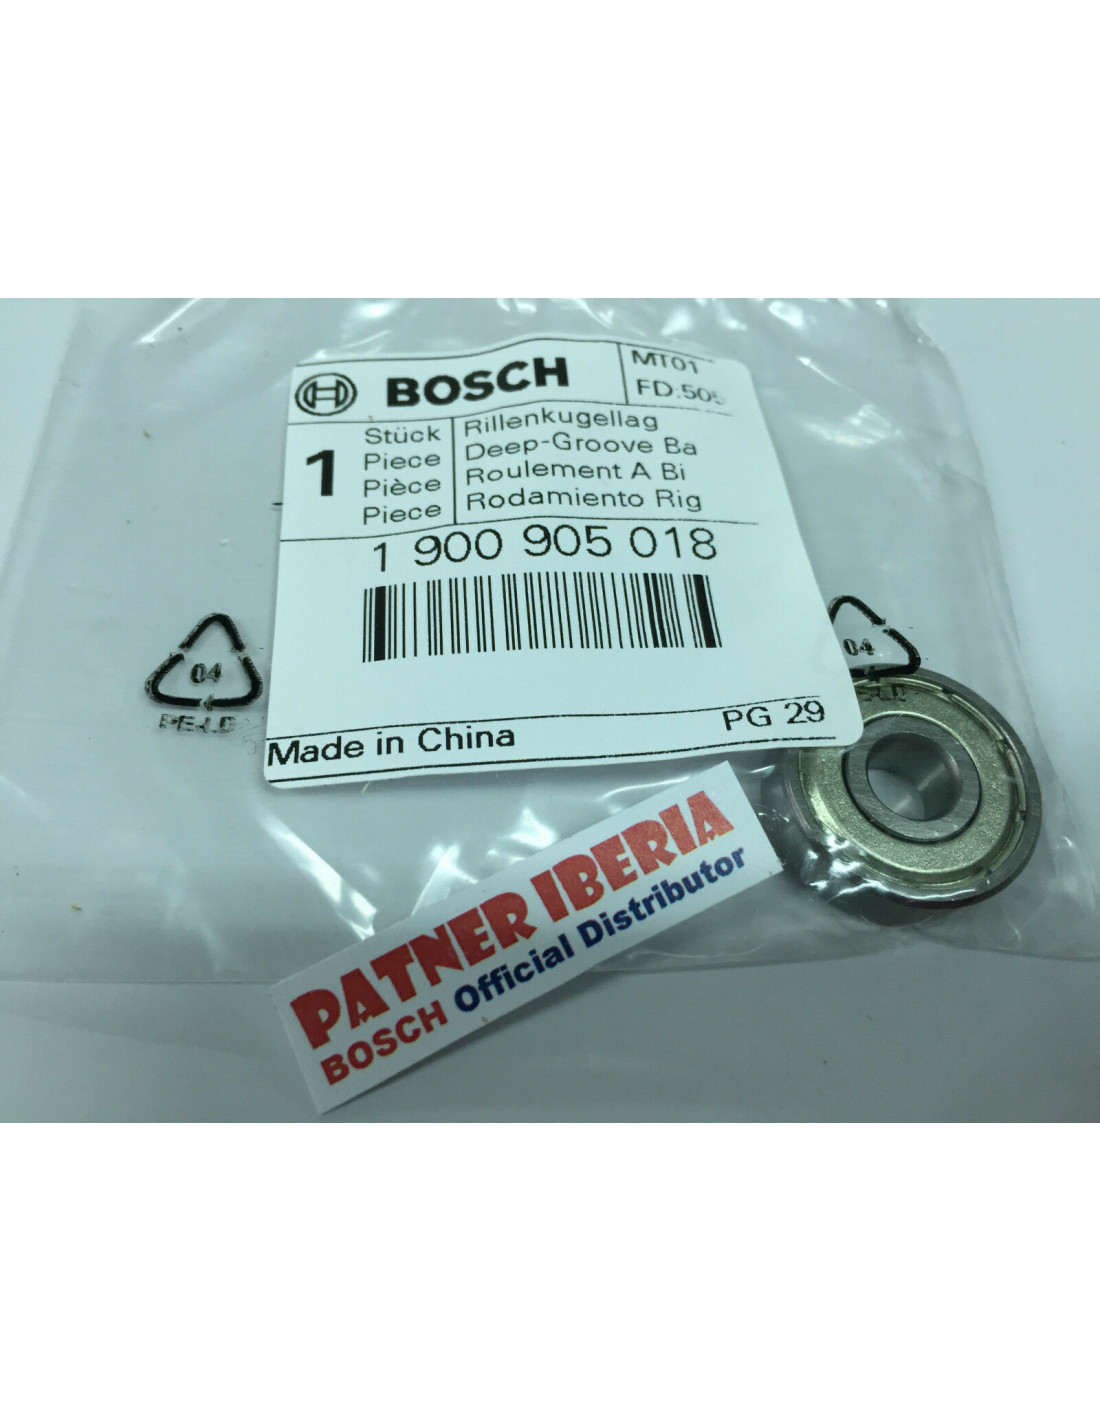 BOSCH
MT01
FD:505
1
Stück
Piece
Pièce
Piece
Rillenkugellag
Deep-Groove Ba
Roulement A Bi
Rodamiento Rig
1 900 905 018
Made in China
PG 29
04
PE-LD
04
PATNER IBERIA
BOSCH Official Distributor